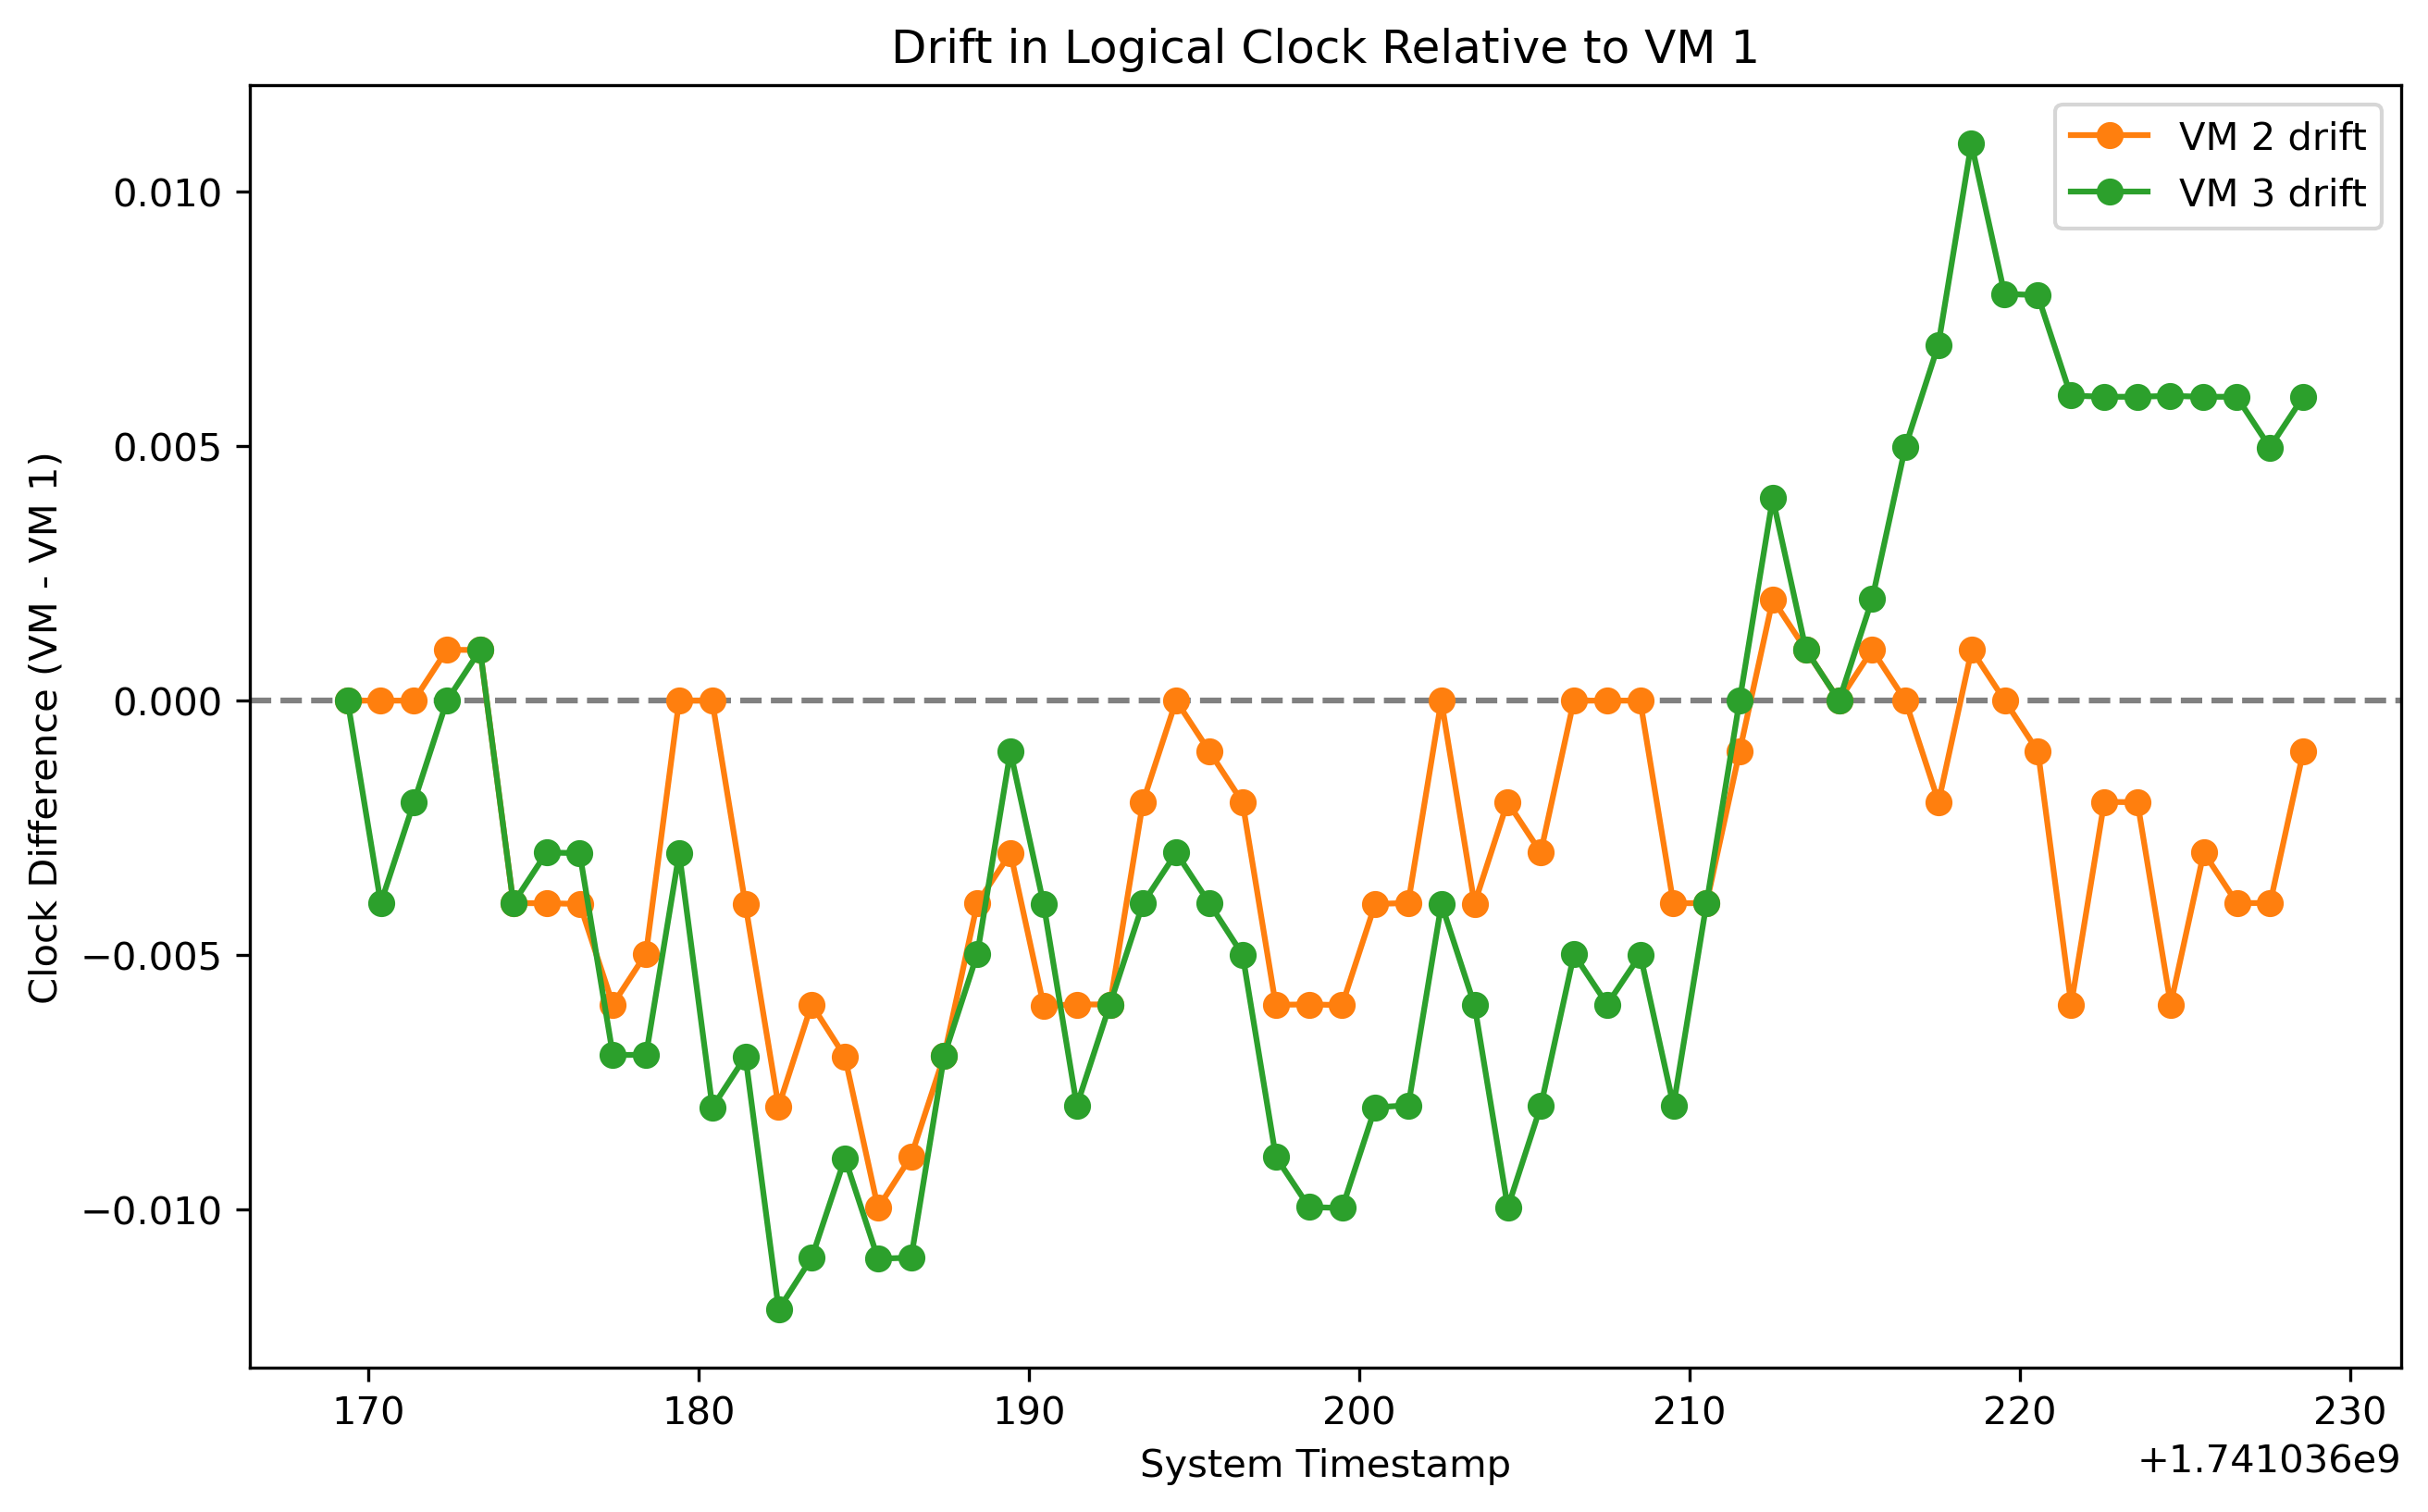 Drift in Logical Clock Relative to VM 1
VM 2 drift
VM 3 drift
Clock Difference (VM - VM 1)
0.010
0.005
0.000
−0.005
−0.010
170 180 190 200 210 220 230
System Timestamp
+1.741036e9